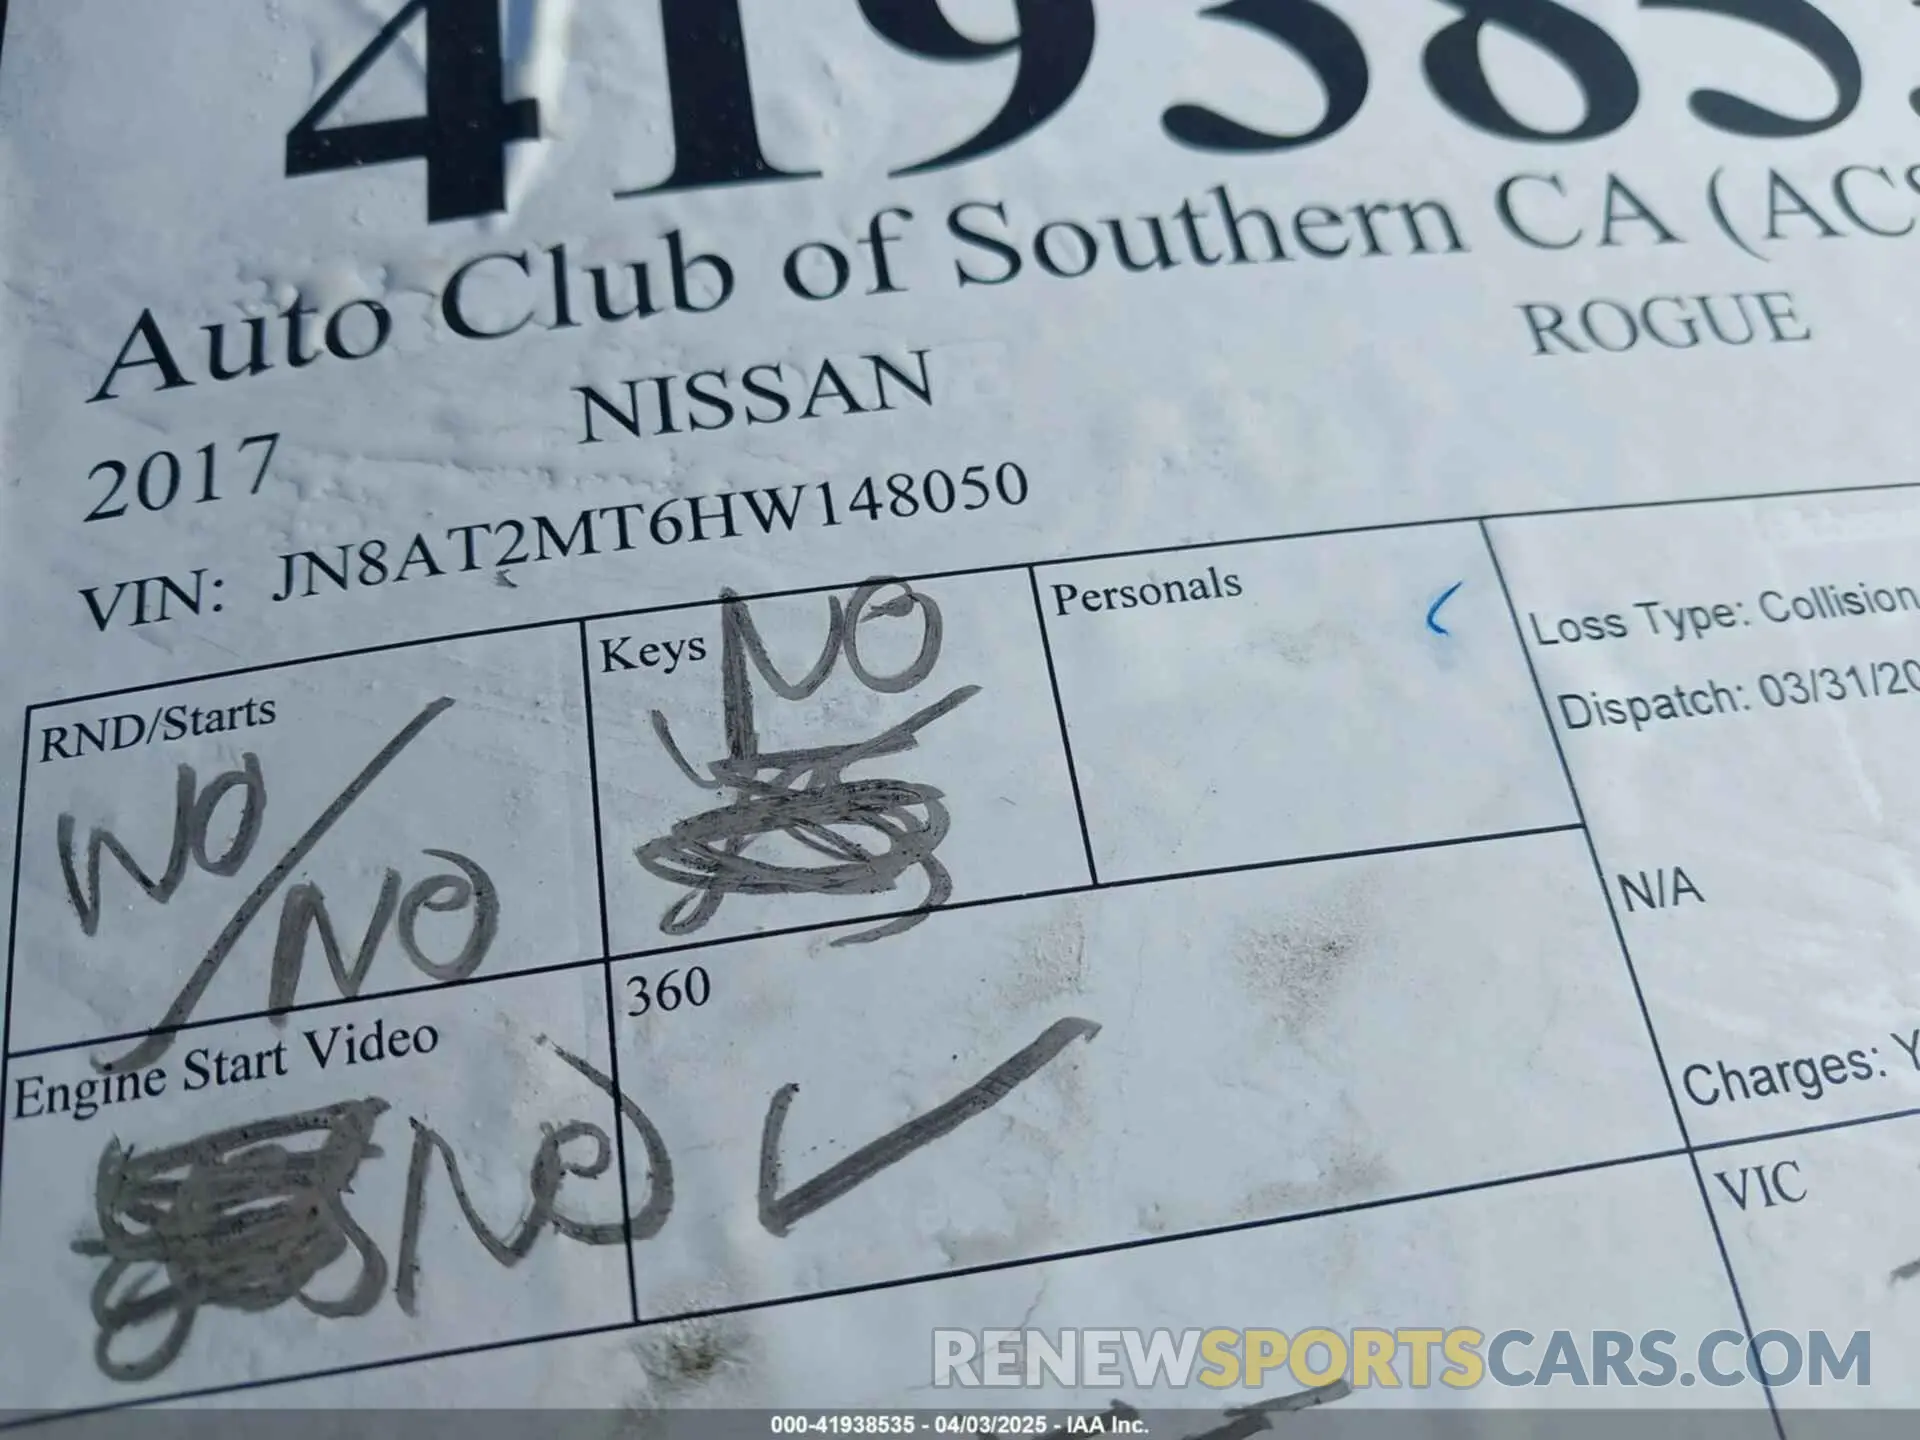 419385
Auto Club of Southern CA (ACS
2017 NISSAN ROGUE
VIN: JN8AT2MT6HW148050
RND/Starts
NO/NO
Keys NO
Personals
Loss Type: Collision
Dispatch: 03/31/20
N/A
Engine Start Video
NO
360
Charges: Y
VIC
RENEWSPORTSCARS.COM
000-41938535 - 04/03/2025 - IAA Inc.